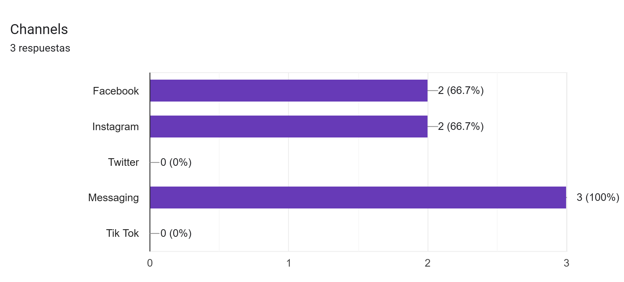 Channels
3 respuestas
Facebook
2 (66.7%)
Instagram
2 (66.7%)
Twitter
0 (0%)
Messaging
3 (100%)
Tik Tok
0 (0%)
0
1
2
3